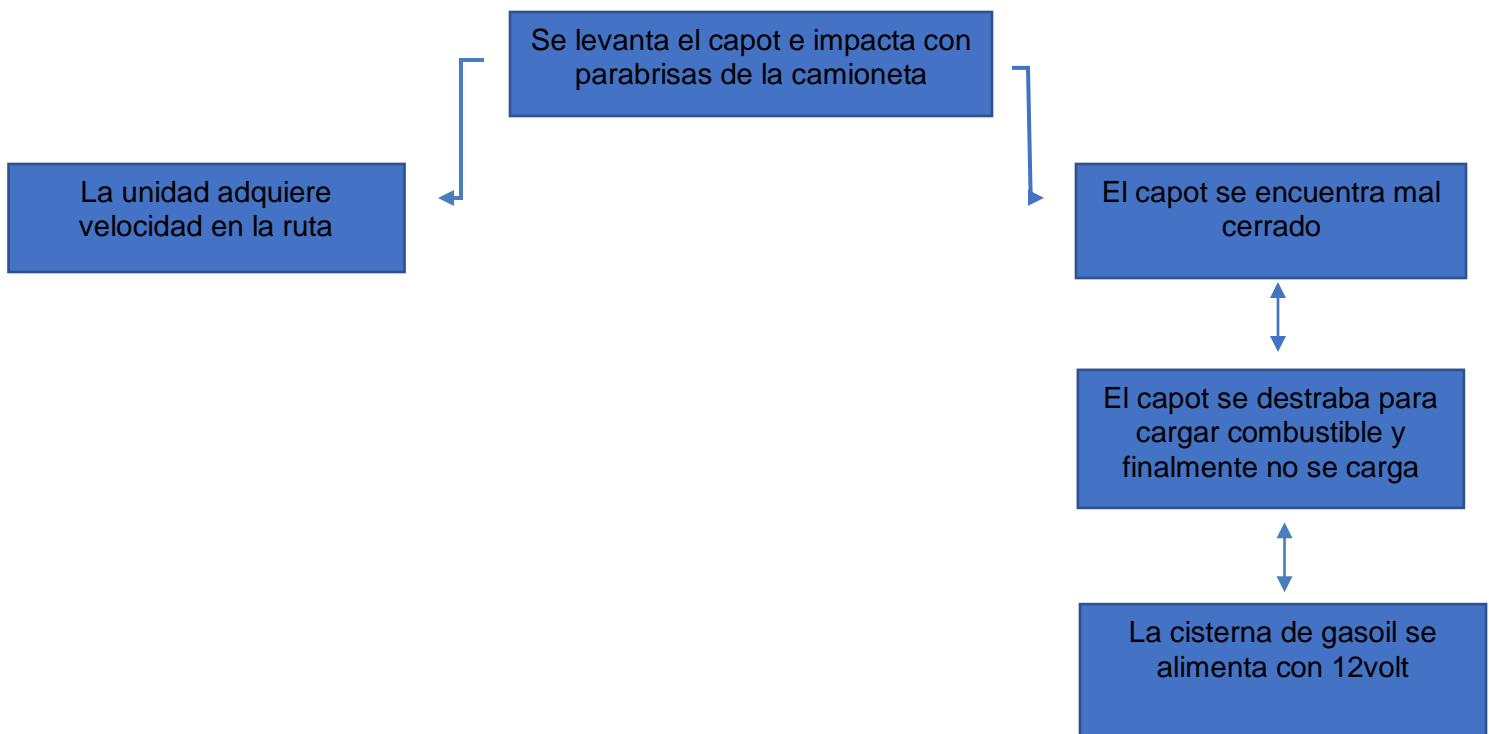 Se levanta el capot e impacta con
parabrisas de la camioneta
La unidad adquiere
velocidad en la ruta
El capot se encuentra mal
cerrado
El capot se destraba para
cargar combustible y
finalmente no se carga
La cisterna de gasoil se
alimenta con 12volt